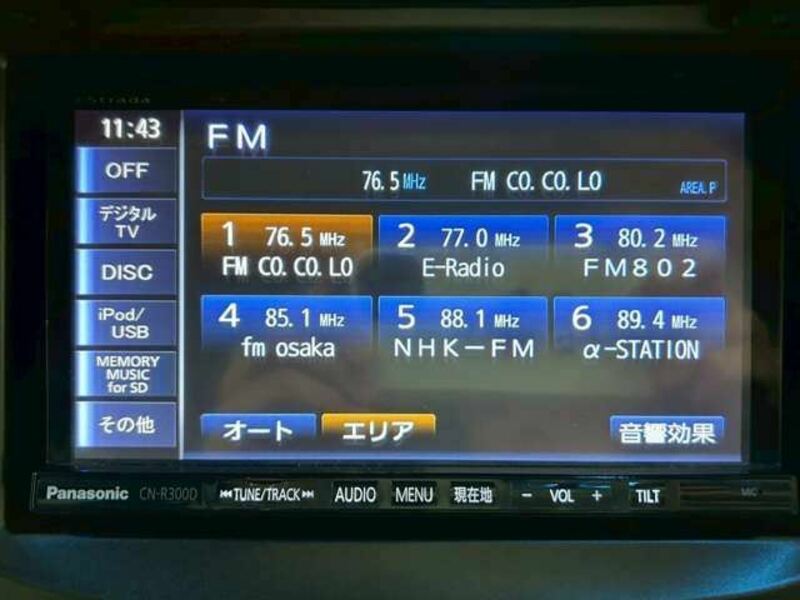 strada
11:43
FM
OFF
76.5MHz FM CO.CO.LO AREA.P
デジタル
TV
1 76.5 MHz
FM CO.CO.LO
2 77.0 MHz
E-Radio
3 80.2 MHz
FM802
DISC
iPod/
USB
4 85.1 MHz
fm osaka
5 88.1 MHz
NHK-FM
6 89.4 MHz
α-STATION
MEMORY
MUSIC
for SD
その他
オート エリア 音響効果
Panasonic CN-R300D ⏮TUNE/TRACK⏭ AUDIO MENU 現在地 - VOL + TILT MIC